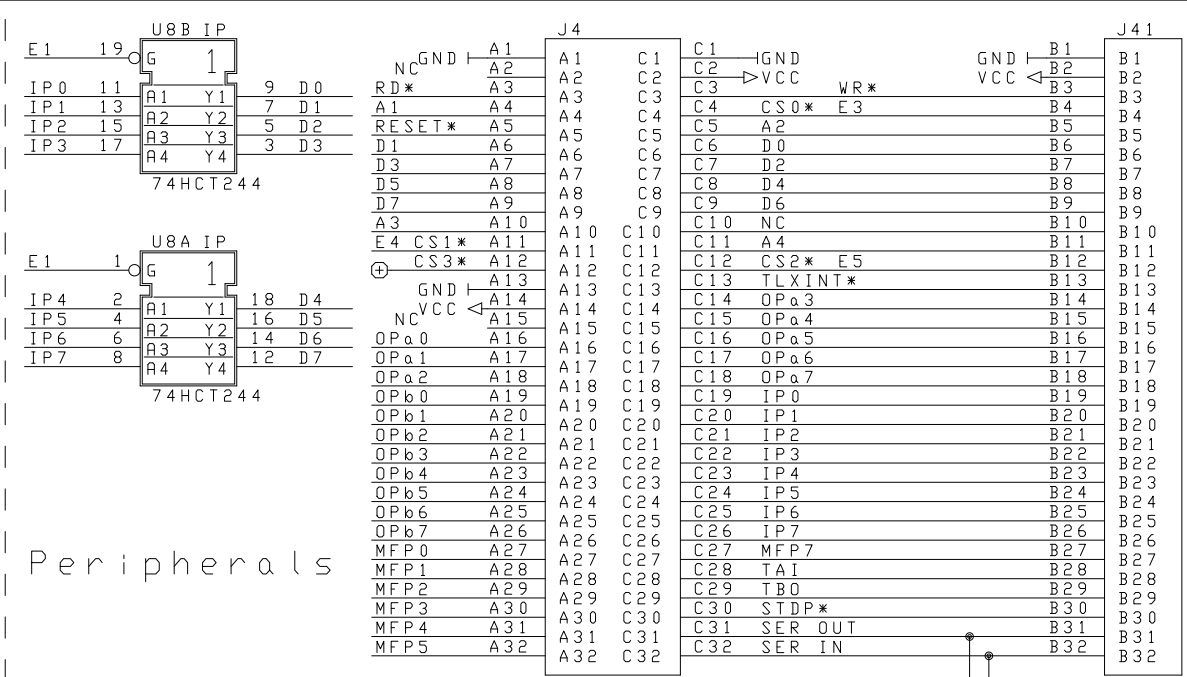 U8B IP
E1 19 G 1
IP0 11 A1 Y1 9 D0
IP1 13 A2 Y2 7 D1
IP2 15 A3 Y3 5 D2
IP3 17 A4 Y4 3 D3
74HCT244
U8A IP
E1 1 G 1
IP4 2 A1 Y1 18 D4
IP5 4 A2 Y2 16 D5
IP6 6 A3 Y3 14 D6
IP7 8 A4 Y4 12 D7
74HCT244
Peripherals
J4 J41
GND A1 A1 C1 C1 GND GND B1 B1
NC A2 A2 C2 C2 VCC VCC B2 B2
RD* A3 A3 C3 C3 WR* B3 B3
A1 A4 A4 C4 C4 CS0* E3 B4 B4
RESET* A5 A5 C5 C5 A2 B5 B5
D1 A6 A6 C6 C6 D0 B6 B6
D3 A7 A7 C7 C7 D2 B7 B7
D5 A8 A8 C8 C8 D4 B8 B8
D7 A9 A9 C9 C9 D6 B9 B9
A3 A10 A10 C10 C10 NC B10 B10
E4 CS1* A11 A11 C11 C11 A4 B11 B11
CS3* A12 A12 C12 C12 CS2* E5 B12 B12
GND A13 A13 C13 C13 TLXINT* B13 B13
VCC A14 A14 C14 C14 OPa3 B14 B14
NC A15 A15 C15 C15 OPa4 B15 B15
OPa0 A16 A16 C16 C16 OPa5 B16 B16
OPa1 A17 A17 C17 C17 OPa6 B17 B17
OPa2 A18 A18 C18 C18 OPa7 B18 B18
OPb0 A19 A19 C19 C19 IP0 B19 B19
OPb1 A20 A20 C20 C20 IP1 B20 B20
OPb2 A21 A21 C21 C21 IP2 B21 B21
OPb3 A22 A22 C22 C22 IP3 B22 B22
OPb4 A23 A23 C23 C23 IP4 B23 B23
OPb5 A24 A24 C24 C24 IP5 B24 B24
OPb6 A25 A25 C25 C25 IP6 B25 B25
OPb7 A26 A26 C26 C26 IP7 B26 B26
MFP0 A27 A27 C27 C27 MFP7 B27 B27
MFP1 A28 A28 C28 C28 TAI B28 B28
MFP2 A29 A29 C29 C29 TBO B29 B29
MFP3 A30 A30 C30 C30 STDP* B30 B30
MFP4 A31 A31 C31 C31 SER OUT B31 B31
MFP5 A32 A32 C32 C32 SER IN B32 B32